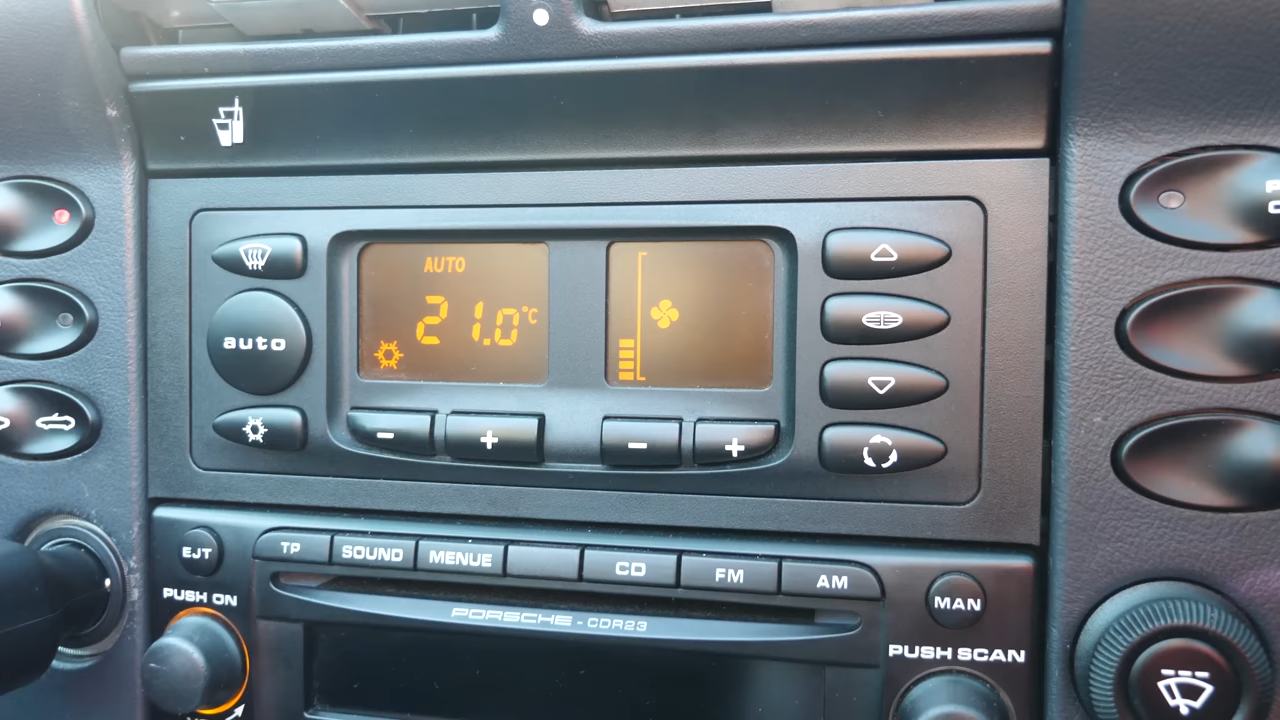 AUTO
21.0°C
auto
- + - +
EJT
TP SOUND MENUE CD FM AM
PUSH ON
MAN
PORSCHE - CDR23
PUSH SCAN